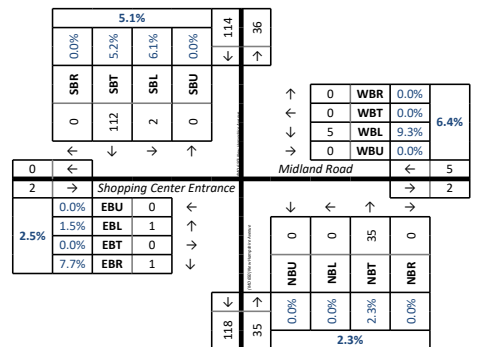 5.1%
114
36
0.0%
5.2%
6.1%
0.0%
↓
↑
SBR
SBT
SBL
SBU
0
112
2
0
←
↓
→
↑
↑ 0 WBR 0.0%
← 0 WBT 0.0%
↓ 5 WBL 9.3%
→ 0 WBU 0.0%
6.4%
0 ←
Midland Road
← 5
2 → Shopping Center Entrance
→ 2
2.5%
0.0% EBU 0 ←
1.5% EBL 1 ↑
0.0% EBT 0 →
7.7% EBR 1 ↓
↓
←
↑
→
0
0
35
0
NBU
NBL
NBT
NBR
0.0%
0.0%
2.3%
0.0%
↓
↑
118
35
2.3%